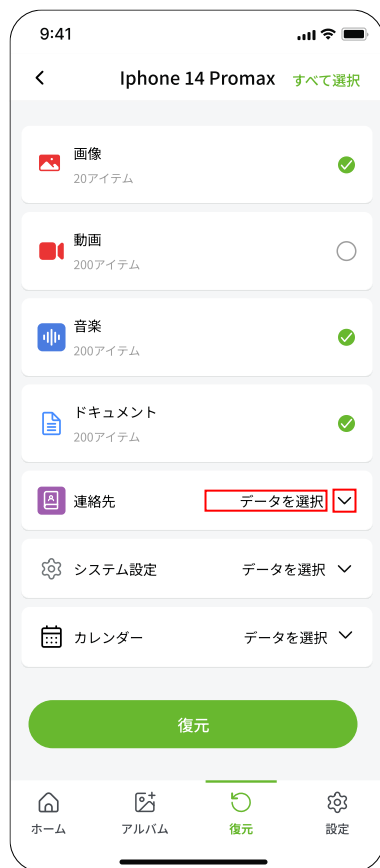 9:41
Iphone 14 Promax
すべて選択
画像
20アイテム
動画
200アイテム
音楽
200アイテム
ドキュメント
200アイテム
連絡先
データを選択
システム設定
データを選択
カレンダー
データを選択
復元
ホーム
アルバム
復元
設定